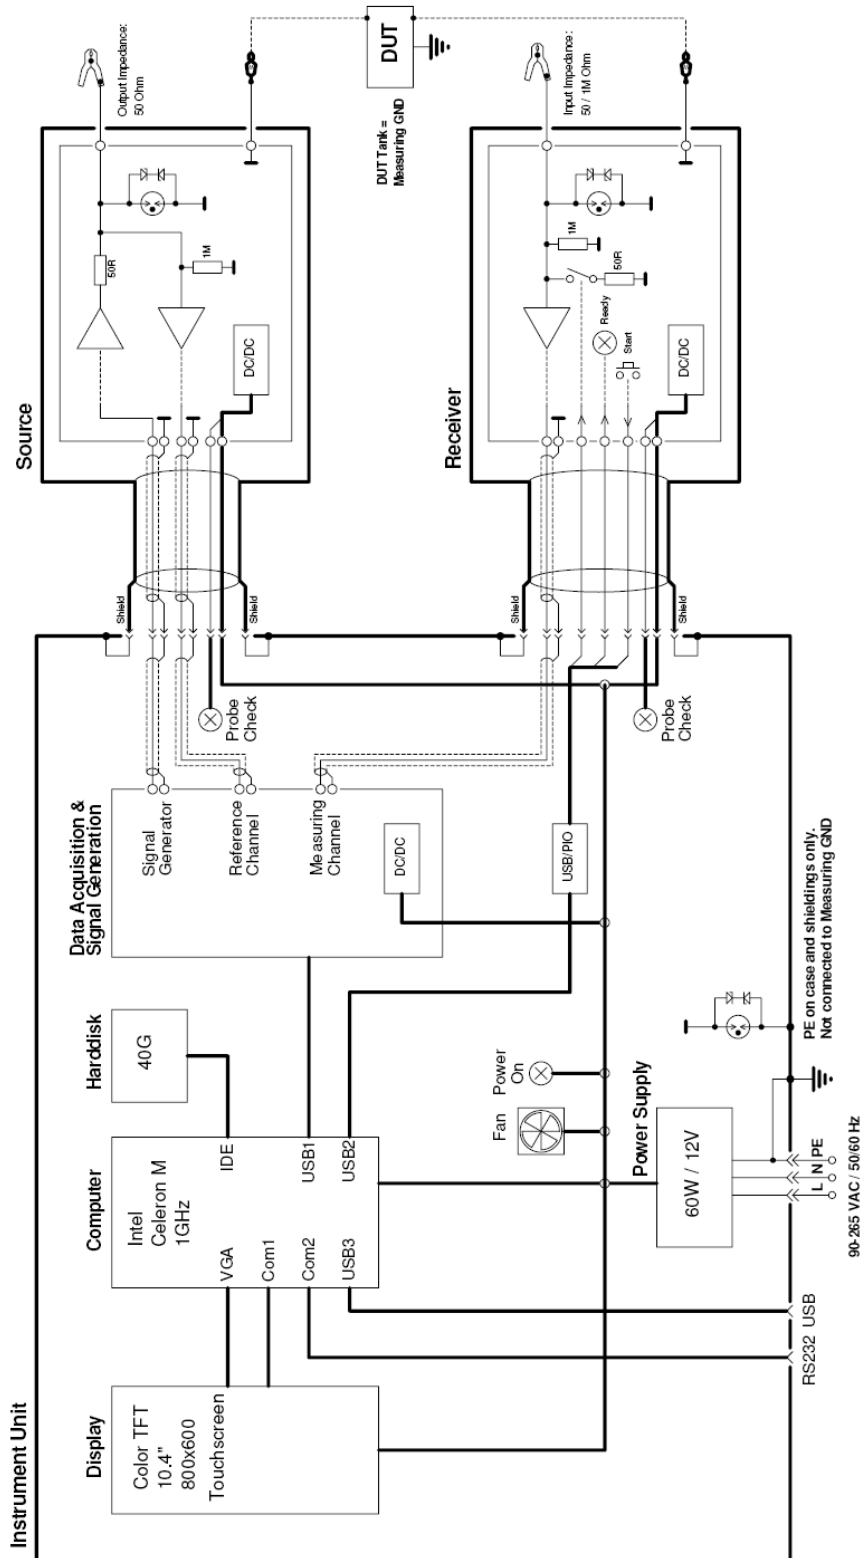 Instrument Unit
Display
Color TFT
10.4"
800x600
Touchscreen
Computer
Intel
Celeron M
1GHz
VGA
Com1
Com2
USB3
IDE
USB1
USB2
Harddisk
40G
Data Acquisition &
Signal Generation
Signal
Generator
Reference
Channel
Measuring
Channel
DC/DC
Fan
Power
On
USB/PIO
Power Supply
60W / 12V
L
N
PE
90-265 VAC / 50/60 Hz
RS232
USB
PE on case and shieldings only.
Not connected to Measuring GND
Probe
Check
Probe
Check
Shield
Shield
Shield
Shield
Source
50R
1M
DC/DC
Output Impedance:
50 Ohm
DUT
DUT Tank =
Measuring GND
Receiver
1M
50R
Ready
Start
DC/DC
Input Impedance:
50 / 1M Ohm